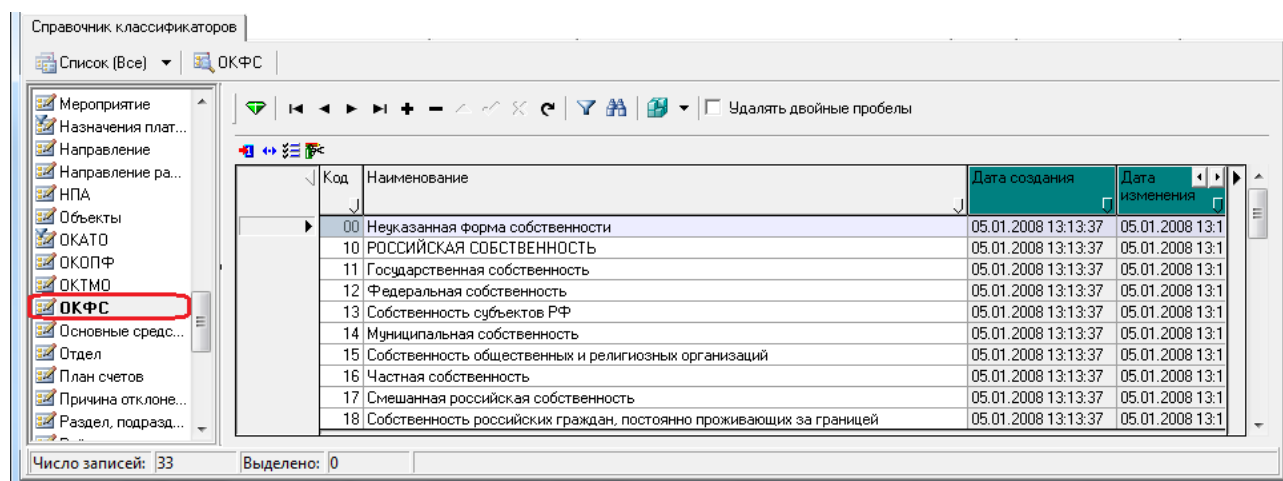 Справочник классификаторов
Список (Все) ОКФС
Мероприятие
Назначения плат...
Направление
Направление ра...
НПА
Объекты
ОКАТО
ОКОПФ
ОКТМО
ОКФС
Основные средс...
Отдел
План счетов
Причина отклоне...
Раздел, подразд...
Удалять двойные пробелы
Код Наименование Дата создания Дата изменения
00 Неуказанная форма собственности 05.01.2008 13:13:37 05.01.2008 13:1
10 РОССИЙСКАЯ СОБСТВЕННОСТЬ 05.01.2008 13:13:37 05.01.2008 13:1
11 Государственная собственность 05.01.2008 13:13:37 05.01.2008 13:1
12 Федеральная собственность 05.01.2008 13:13:37 05.01.2008 13:1
13 Собственность субъектов РФ 05.01.2008 13:13:37 05.01.2008 13:1
14 Муниципальная собственность 05.01.2008 13:13:37 05.01.2008 13:1
15 Собственность общественных и религиозных организаций 05.01.2008 13:13:37 05.01.2008 13:1
16 Частная собственность 05.01.2008 13:13:37 05.01.2008 13:1
17 Смешанная российская собственность 05.01.2008 13:13:37 05.01.2008 13:1
18 Собственность российских граждан, постоянно проживающих за границей 05.01.2008 13:13:37 05.01.2008 13:1
Число записей: 33 Выделено: 0